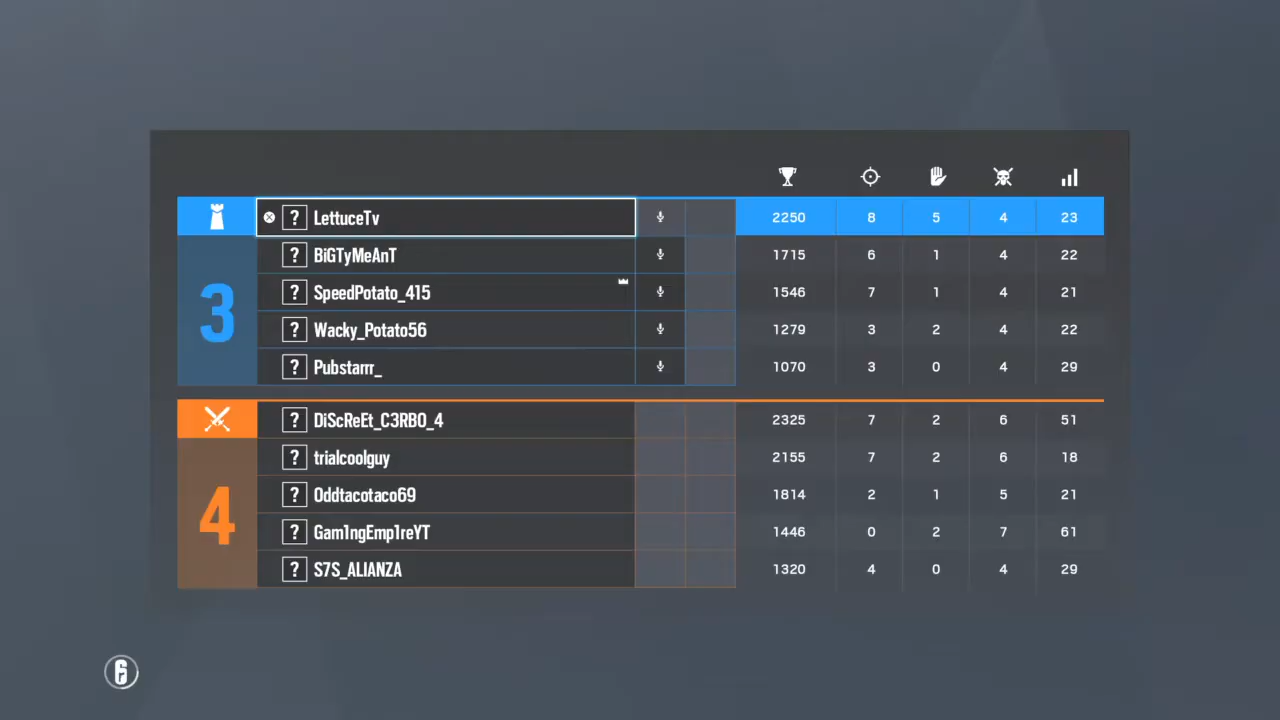 ? LettuceTv 2250 8 5 4 23
? BiGTyMeAnT 1715 6 1 4 22
3
? SpeedPotato_415 1546 7 1 4 21
? Wacky_Potato56 1279 3 2 4 22
? Pubstarrr_ 1070 3 0 4 29
? DiScReEt_C3RBO_4 2325 7 2 6 51
? trialcoolguy 2155 7 2 6 18
4
? Oddtacotaco69 1814 2 1 5 21
? Gam1ngEmp1reYT 1446 0 2 7 61
? S7S_ALIANZA 1320 4 0 4 29
6